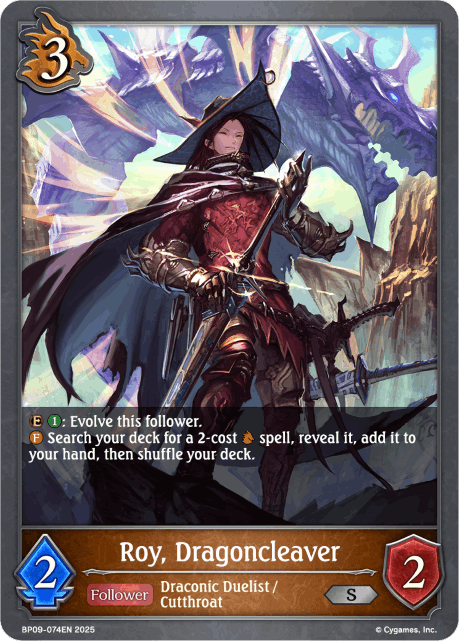 3
E 1: Evolve this follower.
F Search your deck for a 2-cost spell, reveal it, add it to
your hand, then shuffle your deck.
Roy, Dragoncleaver
2
Follower
Draconic Duelist /
Cutthroat
S
2
BP09-074EN 2025
© Cygames, Inc.